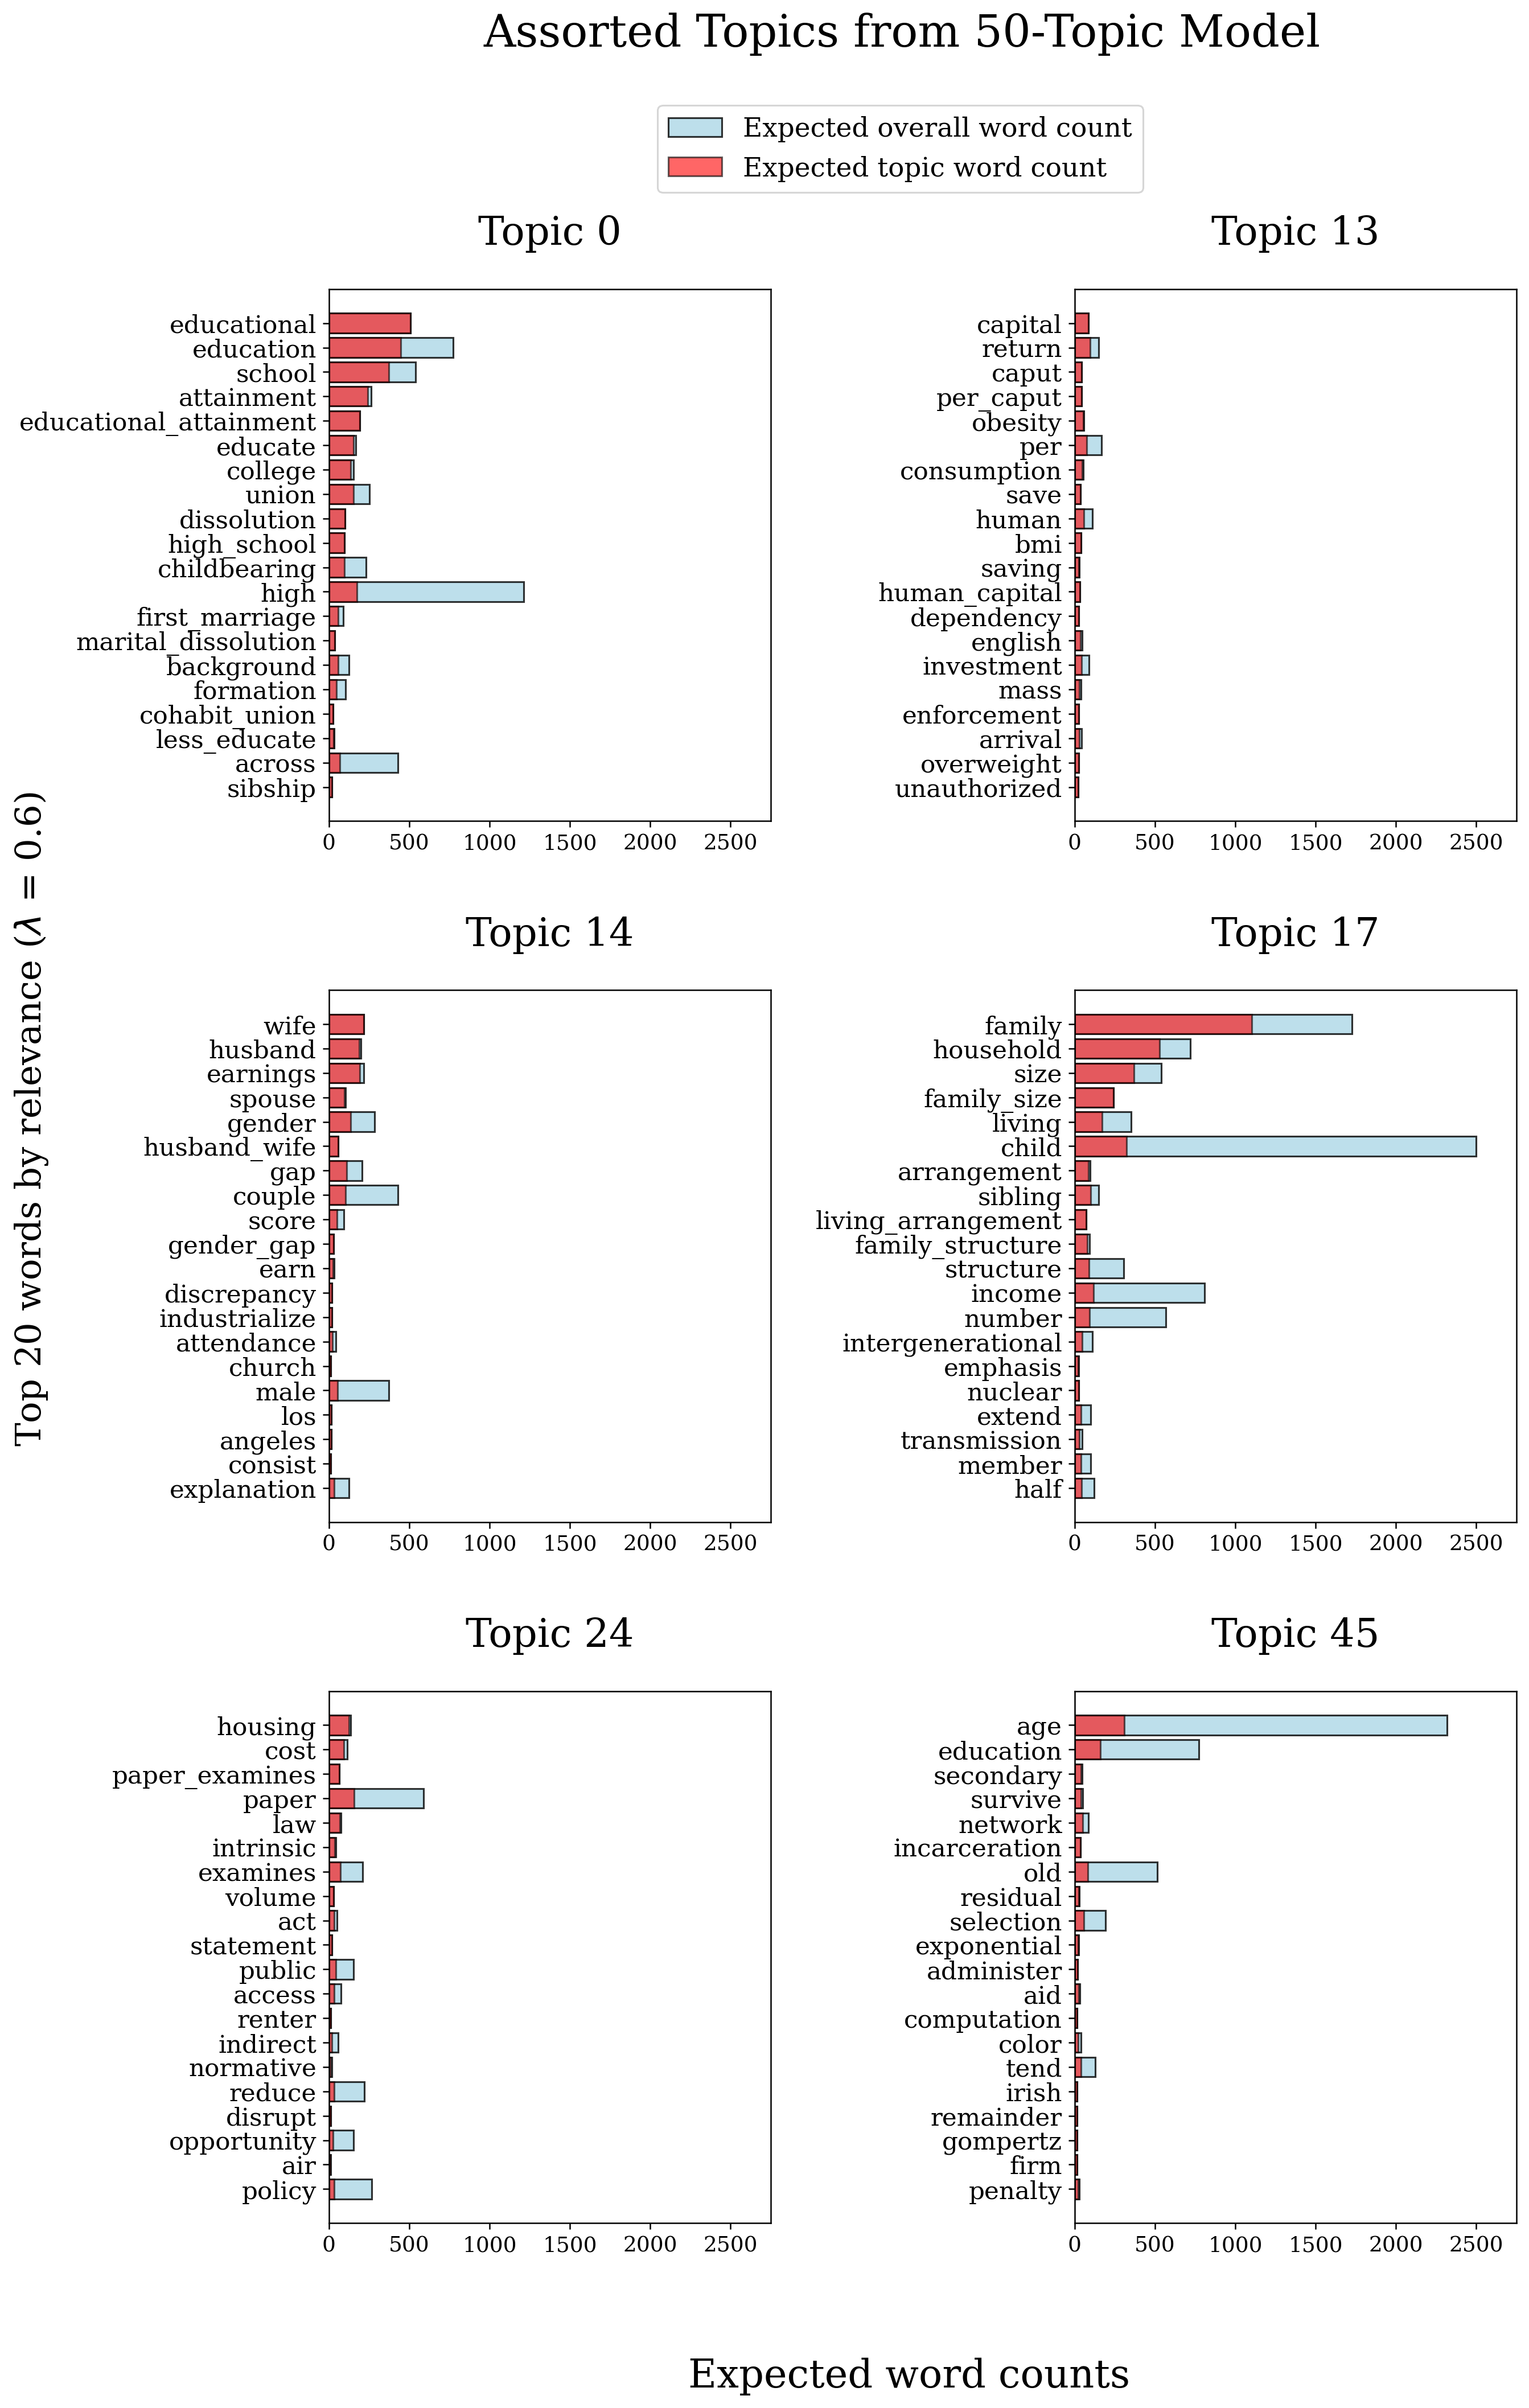 Assorted Topics from 50-Topic Model
Expected overall word count
Expected topic word count
Top 20 words by relevance (λ = 0.6)
Topic 0
educational
education
school
attainment
educational_attainment
educate
college
union
dissolution
high_school
childbearing
high
first_marriage
marital_dissolution
background
formation
cohabit_union
less_educate
across
sibship
0 500 1000 1500 2000 2500
Topic 13
capital
return
caput
per_caput
obesity
per
consumption
save
human
bmi
saving
human_capital
dependency
english
investment
mass
enforcement
arrival
overweight
unauthorized
0 500 1000 1500 2000 2500
Topic 14
wife
husband
earnings
spouse
gender
husband_wife
gap
couple
score
gender_gap
earn
discrepancy
industrialize
attendance
church
male
los
angeles
consist
explanation
0 500 1000 1500 2000 2500
Topic 17
family
household
size
family_size
living
child
arrangement
sibling
living_arrangement
family_structure
structure
income
number
intergenerational
emphasis
nuclear
extend
transmission
member
half
0 500 1000 1500 2000 2500
Topic 24
housing
cost
paper_examines
paper
law
intrinsic
examines
volume
act
statement
public
access
renter
indirect
normative
reduce
disrupt
opportunity
air
policy
0 500 1000 1500 2000 2500
Topic 45
age
education
secondary
survive
network
incarceration
old
residual
selection
exponential
administer
aid
computation
color
tend
irish
remainder
gompertz
firm
penalty
0 500 1000 1500 2000 2500
Expected word counts